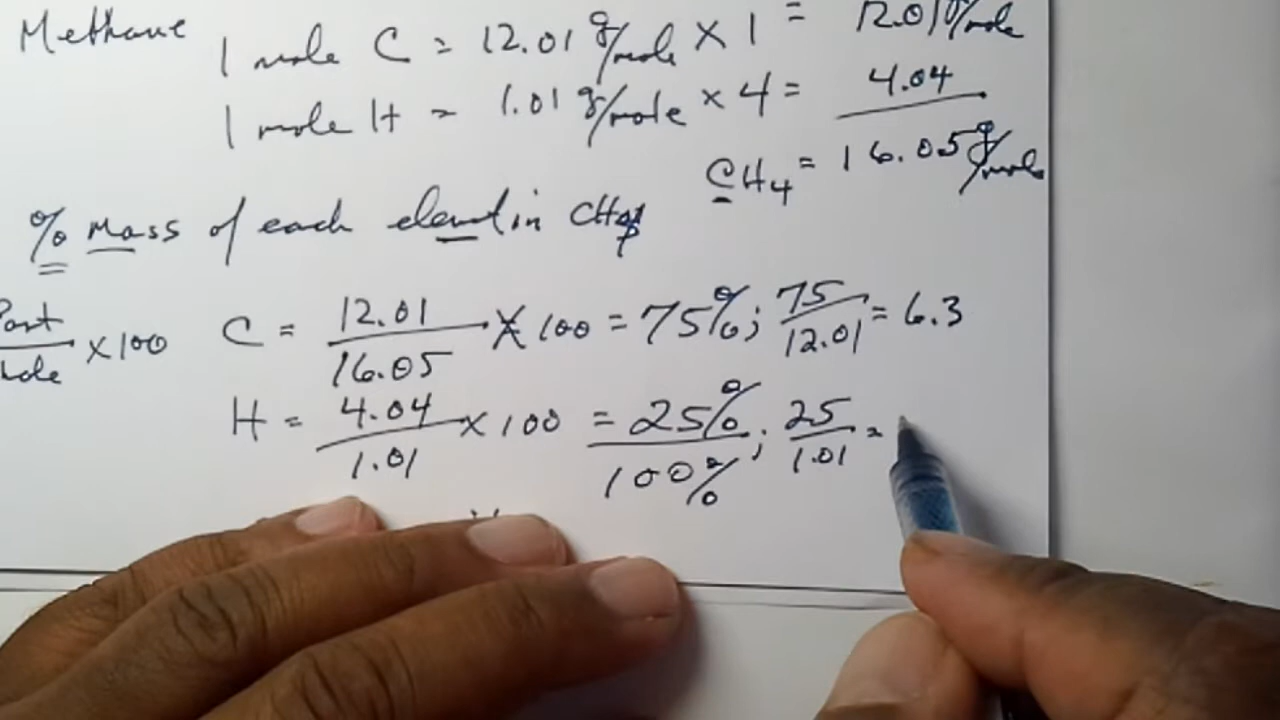 Methane 1 mole C = 12.01 g/mole × 1 = 12.01 g/mole
1 mole H = 1.01 g/mole × 4 = 4.04
CH4 = 16.05 g/mole
% Mass of each element in CH4
Part/whole × 100 C = 12.01/16.05 × 100 = 75%; 75/12.01 = 6.3
H = 4.04/1.01 × 100 = 25%; 25/1.01 =
100%